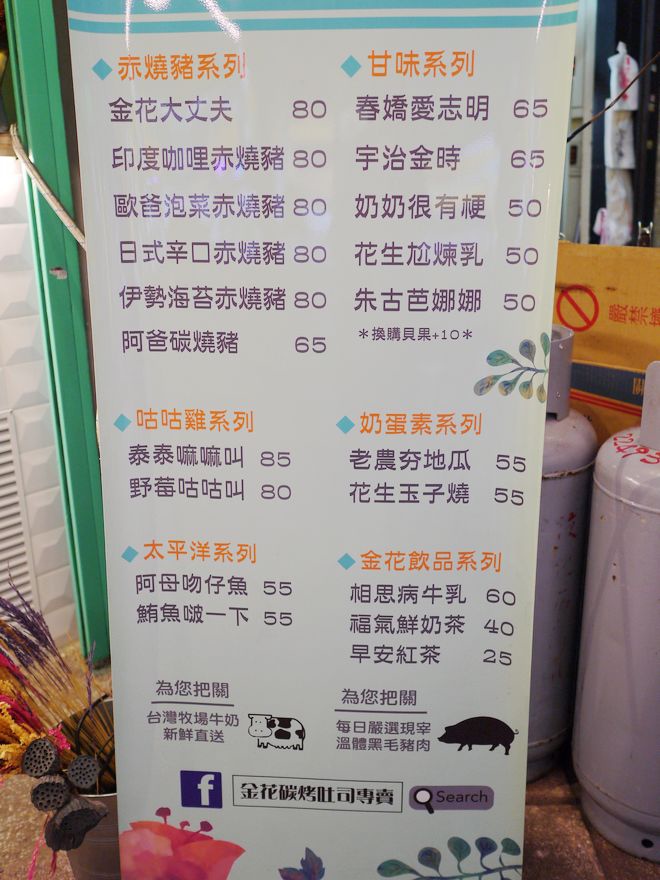 赤燒豬系列
金花大丈夫 80
印度咖哩赤燒豬 80
歐爸泡菜赤燒豬 80
日式辛口赤燒豬 80
伊勢海苔赤燒豬 80
阿爸碳燒豬 65
甘味系列
春嬌愛志明 65
宇治金時 65
奶奶很有梗 50
花生尬煉乳 50
朱古芭娜娜 50
*換購貝果+10*
咕咕雞系列
泰泰嘛嘛叫 85
野莓咕咕叫 80
奶蛋素系列
老農夯地瓜 55
花生玉子燒 55
太平洋系列
阿母吻仔魚 55
鮪魚啵一下 55
金花飲品系列
相思病牛乳 60
福氣鮮奶茶 40
早安紅茶 25
為您把關
台灣牧場牛奶
新鮮直送
為您把關
每日嚴選現宰
溫體黑毛豬肉
f 金花碳烤吐司專賣 Search
嚴禁